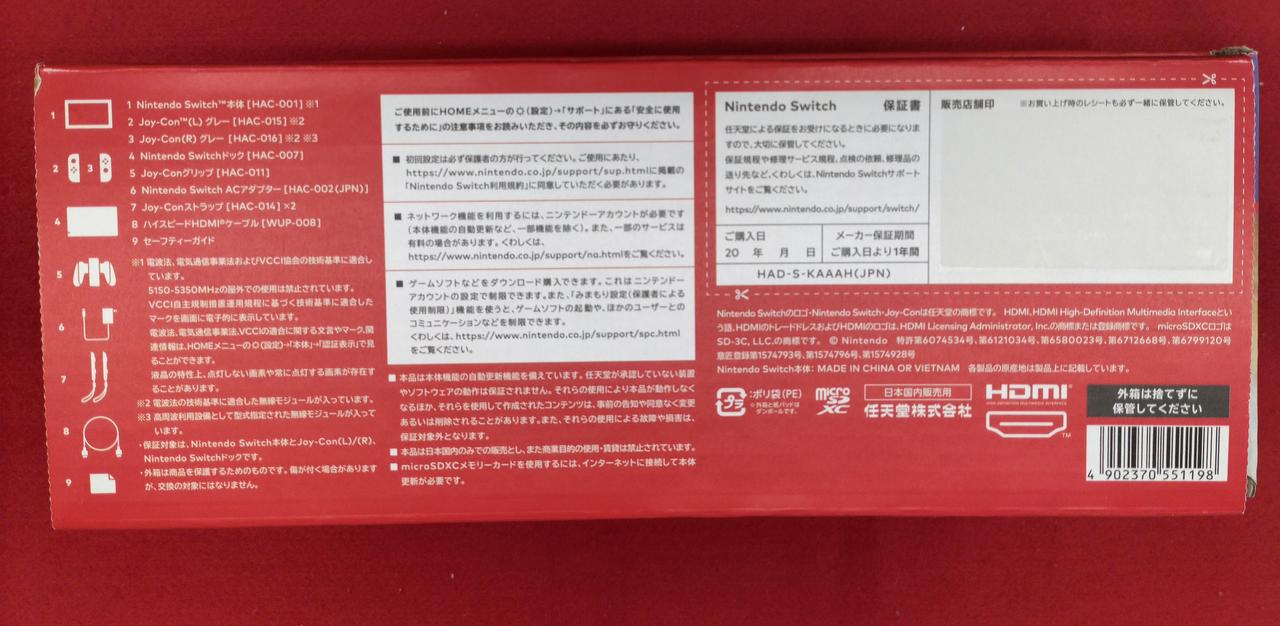 1 Nintendo Switch™本体 [HAC-001] ※1
2 Joy-Con™(L) グレー [HAC-015] ※2
3 Joy-Con(R) グレー [HAC-016] ※2 ※3
4 Nintendo Switchドック [HAC-007]
5 Joy-Conグリップ [HAC-011]
6 Nintendo Switch ACアダプター [HAC-002(JPN)]
7 Joy-Conストラップ [HAC-014] ×2
8 ハイスピードHDMI®ケーブル [WUP-008]
9 セーフティーガイド
1
2
3
4
5
6
7
8
9
※1 電波法、電気通信事業法およびVCCI協会の技術基準に適合し
ています。
5150-5350MHzの屋外での使用は禁止されています。
VCCI自主規制措置運用規程に基づく技術基準に適合した
マークを画面に電子的に表示しています。
電波法、電気通信事業法、VCCIの適合に関する文言やマーク、関
連情報は、HOMEメニューの(設定)→「本体」→「認証表示」で見
ることができます。
液晶の特性上、点灯しない画素や常に点灯する画素が存在す
ることがあります。
※2 電波法の技術基準に適合した無線モジュールが入っています。
※3 高周波利用設備として型式指定された無線モジュールが入って
います。
・保証対象は、Nintendo Switch本体とJoy-Con(L)/(R)、
Nintendo Switchドックです。
・外箱は商品を保護するためのものです。傷が付く場合があります
が、交換の対象にはなりません。
ご使用前にHOMEメニューの(設定)→「サポート」にある「安全に使用
するために」の注意事項をお読みいただき、その内容を必ずお守りください。
■ 初回設定は必ず保護者の方が行ってください。ご使用にあたり、
https://www.nintendo.co.jp/support/sup.htmlに掲載の
「Nintendo Switch利用規約」に同意していただく必要があります。
■ ネットワーク機能を利用するには、ニンテンドーアカウントが必要です
(本体機能の自動更新など、一部機能を除く)。また、一部のサービスは
有料の場合があります。くわしくは、
https://www.nintendo.co.jp/support/na.htmlをご覧ください。
■ ゲームソフトなどをダウンロード購入できます。これはニンテンドー
アカウントの設定で制限できます。また、「みまもり設定(保護者による
使用制限)」機能を使うと、ゲームソフトの起動や、ほかのユーザーとの
コミュニケーションなどを制限できます。
くわしくは、https://www.nintendo.co.jp/support/spc.html
をご覧ください。
■ 本品は本体機能の自動更新機能を備えています。任天堂が承認していない装置
やソフトウェアの動作は保証されません。それらの使用により本品が動作しなく
なるほか、それらを使用して作成されたコンテンツは、事前の告知や同意なく変更
あるいは削除されることがあります。また、それらの使用による故障や損害は、
保証対象外となります。
■ 本品は日本国内のみでの販売とし、また商業目的の使用・賃貸は禁止されています。
■ microSDXCメモリーカードを使用するには、インターネットに接続して本体
更新が必要です。
Nintendo Switch 保証書
任天堂による保証をお受けになるときに必要になりま
すので、大切に保管してください。
保証規程や修理サービス規程、点検の依頼、修理品の
送り先など、くわしくは、Nintendo Switchサポート
サイトをご覧ください。
https://www.nintendo.co.jp/support/switch/
ご購入日
20 年 月 日
メーカー保証期間
ご購入日より1年間
HAD-S-KAAAH(JPN)
販売店舗印 ※お買い上げ時のレシートも必ず一緒に保管してください。
Nintendo Switchのロゴ・Nintendo Switch・Joy-Conは任天堂の商標です。 HDMI、HDMI High-Definition Multimedia Interfaceとい
う語、HDMIのトレードドレスおよびHDMIのロゴは、HDMI Licensing Administrator, Inc.の商標または登録商標です。 microSDXCロゴは
SD-3C, LLC.の商標です。 © Nintendo 特許第6074534号、第6121034号、第6580023号、第6712668号、第6799120号
意匠登録第1574793号、第1574796号、第1574928号
Nintendo Switch本体: MADE IN CHINA OR VIETNAM 各製品の原産地は製品上に記載しています。
プラ
:ポリ袋(PE)
※外箱と紙パッドは
ダンボールです。
micro
SD
XC
日本国内販売用
任天堂株式会社
HDMI™
HIGH-DEFINITION MULTIMEDIA INTERFACE
TM
外箱は捨てずに
保管してください
4 902370 551198